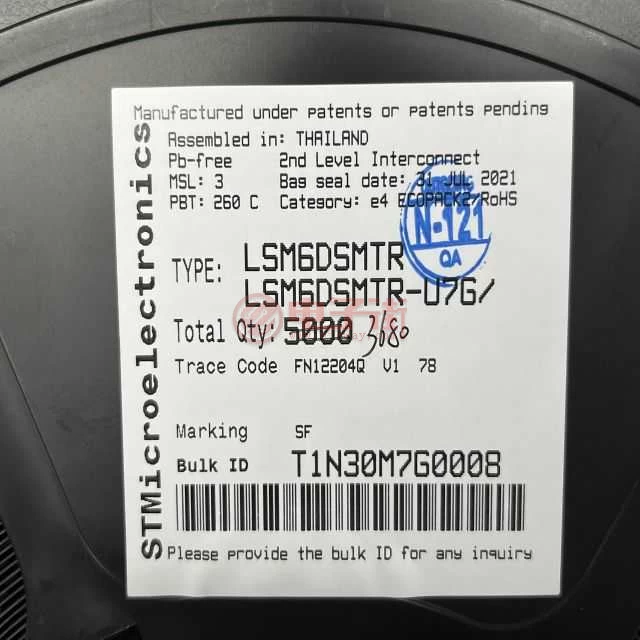 Manufactured under patents or patents pending
STMicroelectronics
Assembled in: THAILAND
Pb-free 2nd Level Interconnect
MSL: 3 Bag seal date: 31 JUL 2021
PBT: 260 C Category: e4 ECOPACK2/RoHS
N-121
QA
TYPE: LSM6DSMTR
LSM6DSMTR-U7G/
Total Qty: 5000 3680
Trace Code FN12204Q V1 78
Marking SF
Bulk ID T1N30M7G0008
Please provide the bulk ID for any inquiry